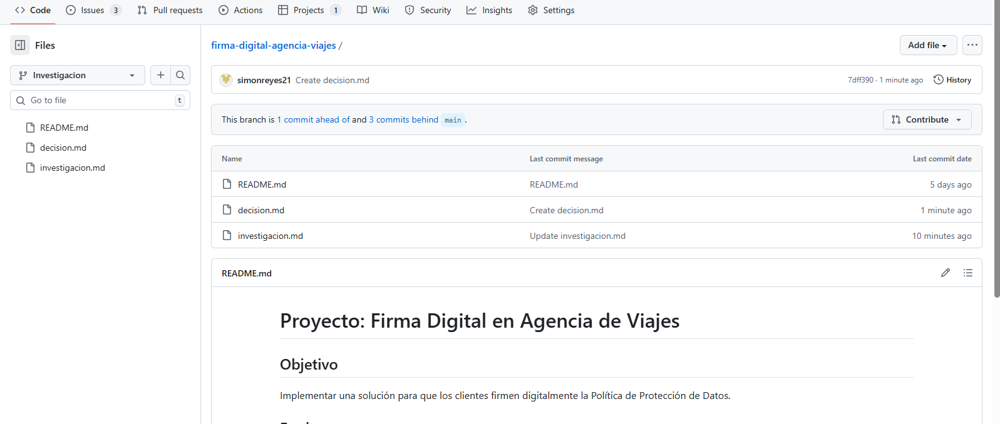 Code Issues 3 Pull requests Actions Projects 1 Wiki Security Insights Settings
Files
Investigacion
Go to file t
README.md
decision.md
investigacion.md
firma-digital-agencia-viajes /
Add file
simonreyes21 Create decision.md 7dff390 · 1 minute ago History
This branch is 1 commit ahead of and 3 commits behind main .
Contribute
Name Last commit message Last commit date
README.md README.md 5 days ago
decision.md Create decision.md 1 minute ago
investigacion.md Update investigacion.md 10 minutes ago
README.md
Proyecto: Firma Digital en Agencia de Viajes
Objetivo
Implementar una solución para que los clientes firmen digitalmente la Política de Protección de Datos.